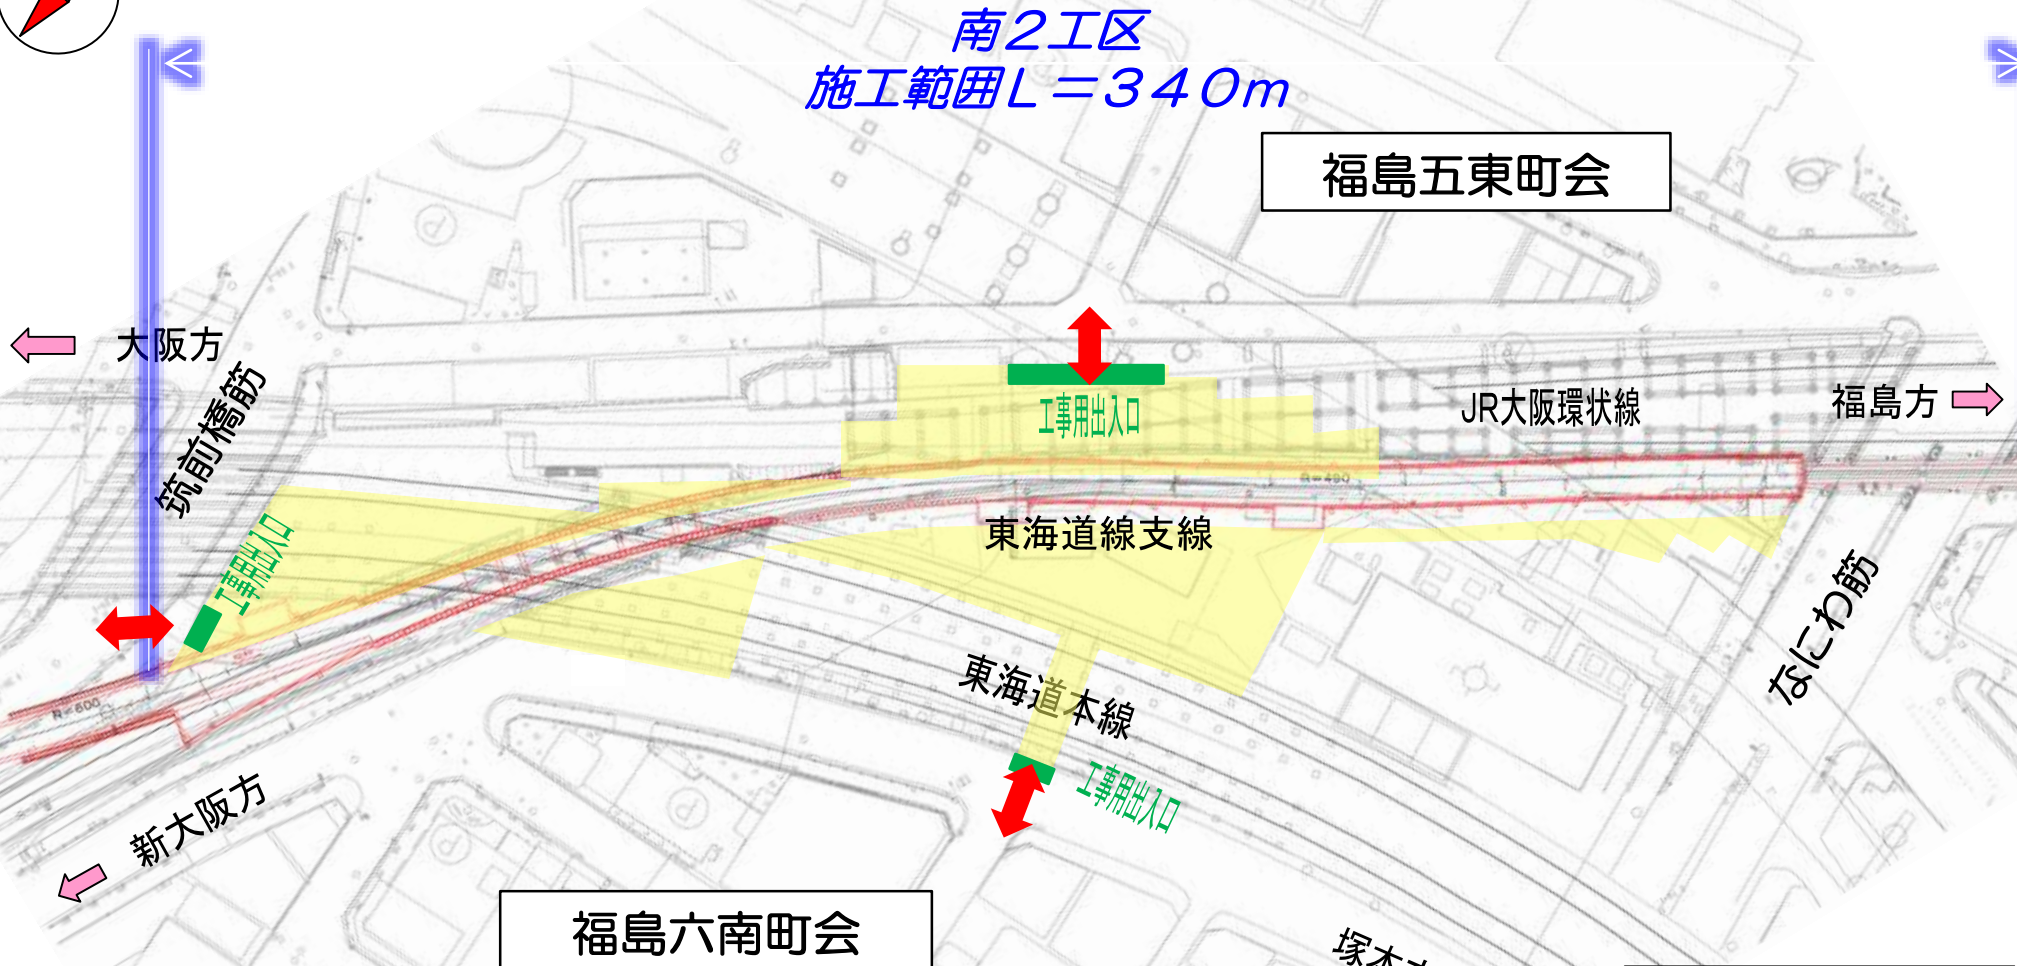 南2工区
施工範囲L=340m
福島五東町会
大阪方
筑前橋筋
工事用出入口
JR大阪環状線
福島方
R=490
工事用出入口
東海道線支線
なにわ筋
東海道本線
R=600
工事用出入口
新大阪方
福島六南町会
塚本